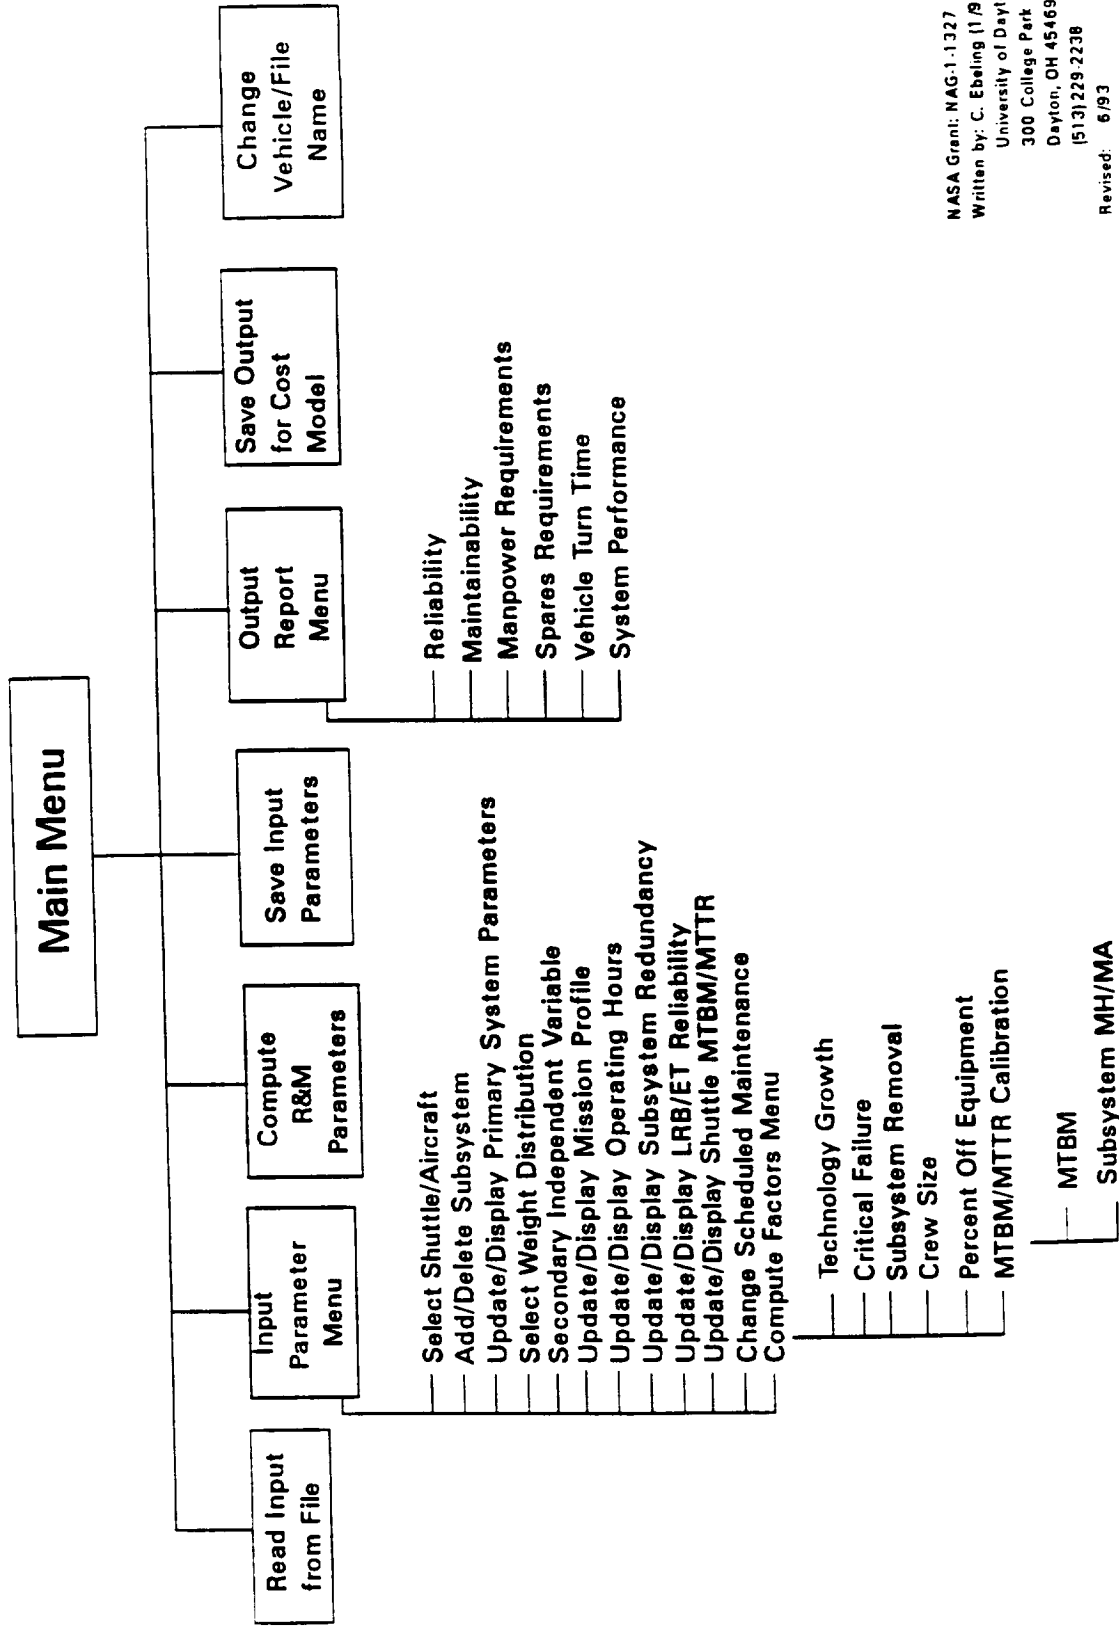 Main Menu
Read Input
from File
Input
Parameter
Menu
Compute
R&M
Parameters
Save Input
Parameters
Output
Report
Menu
Save Output
for Cost
Model
Change
Vehicle/File
Name
Select Shuttle/Aircraft
Add/Delete Subsystem
Update/Display Primary System Parameters
Select Weight Distribution
Secondary Independent Variable
Update/Display Mission Profile
Update/Display Operating Hours
Update/Display Subsystem Redundancy
Update/Display LRB/ET Reliability
Update/Display Shuttle MTBM/MTTR
Change Scheduled Maintenance
Compute Factors Menu
Technology Growth
Critical Failure
Subsystem Removal
Crew Size
Percent Off Equipment
MTBM/MTTR Calibration
MTBM
Subsystem MH/MA
Reliability
Maintainability
Manpower Requirements
Spares Requirements
Vehicle Turn Time
System Performance
NASA Grant: NAG-1-1327
Written by: C. Ebeling (1/9
University of Dayt
300 College Park
Dayton, OH 45469
(513) 229-2238
Revised: 6/93